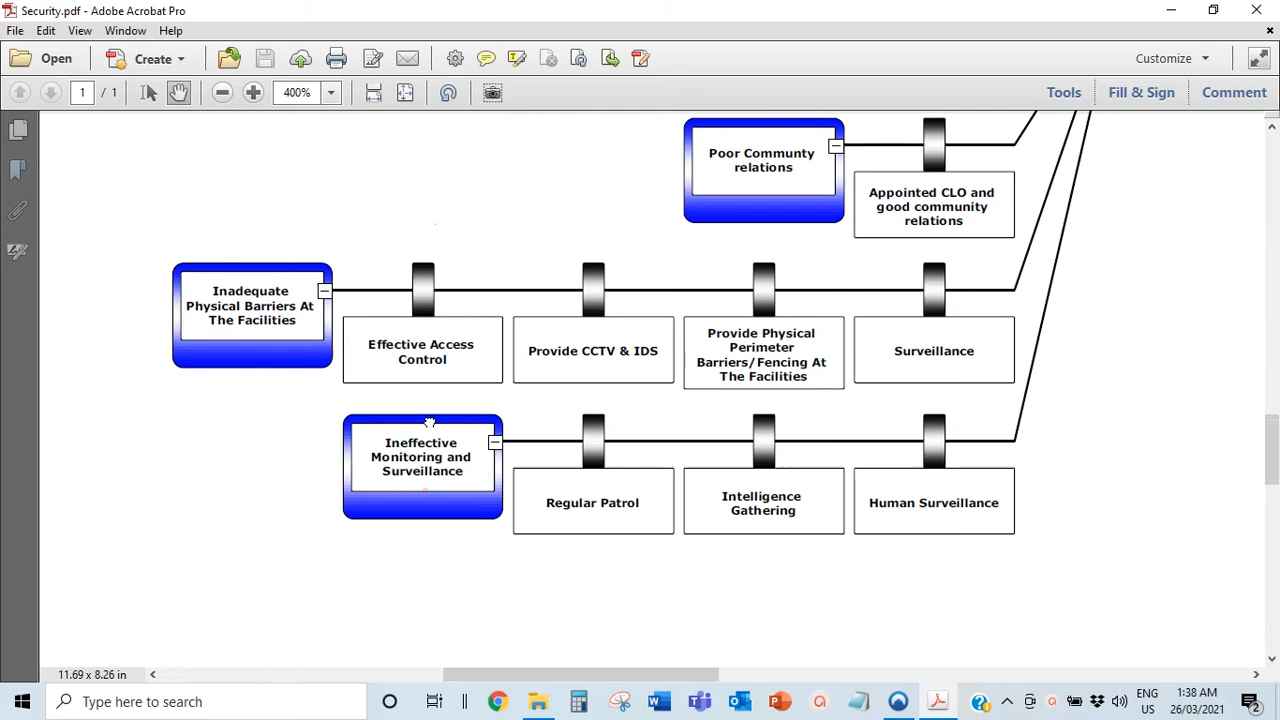 Security.pdf - Adobe Acrobat Pro
File Edit View Window Help
Open Create Customize
1 / 1 400% Tools Fill & Sign Comment
Poor Communty
relations
Appointed CLO and
good community
relations
Inadequate
Physical Barriers At
The Facilities
Effective Access
Control
Provide CCTV & IDS
Provide Physical
Perimeter
Barriers/Fencing At
The Facilities
Surveillance
Ineffective
Monitoring and
Surveillance
Regular Patrol
Intelligence
Gathering
Human Surveillance
11.69 x 8.26 in
Type here to search
ENG
US
1:38 AM
26/03/2021
2